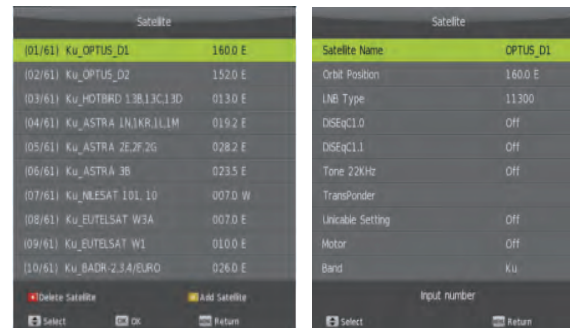 Satellite
(01/61) Ku_OPTUS_D1 160.0 E
(02/61) Ku_OPTUS_D2 152.0 E
(03/61) Ku_HOTBIRD 13B,13C,13D 013.0 E
(04/61) Ku_ASTRA 1N,1KR,1L,1M 019.2 E
(05/61) Ku_ASTRA 2E,2F,2G 028.2 E
(06/61) Ku_ASTRA 3B 023.5 E
(07/61) Ku_NILESAT 101, 10 007.0 W
(08/61) Ku_EUTELSAT W3A 007.0 E
(09/61) Ku_EUTELSAT W1 010.0 E
(10/61) Ku_BADR-2,3,4/EURO 026.0 E
Delete Satellite Add Satellite
Select OK OK Return
Satellite
Satellite Name OPTUS_D1
Orbit Position 160.0 E
LNB Type 11300
DISEqC1.0 Off
DISEqC1.1 Off
Tone 22KHz Off
TransPonder
Unicable Setting Off
Motor Off
Band Ku
Input number
Select Return